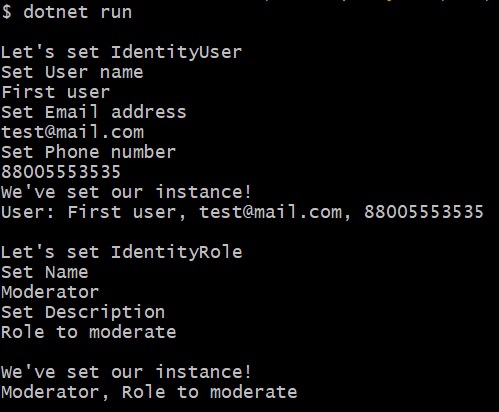 $ dotnet run
Let's set IdentityUser
Set User name
First user
Set Email address
test@mail.com
Set Phone number
88005553535
We've set our instance!
User: First user, test@mail.com, 88005553535
Let's set IdentityRole
Set Name
Moderator
Set Description
Role to moderate
We've set our instance!
Moderator, Role to moderate